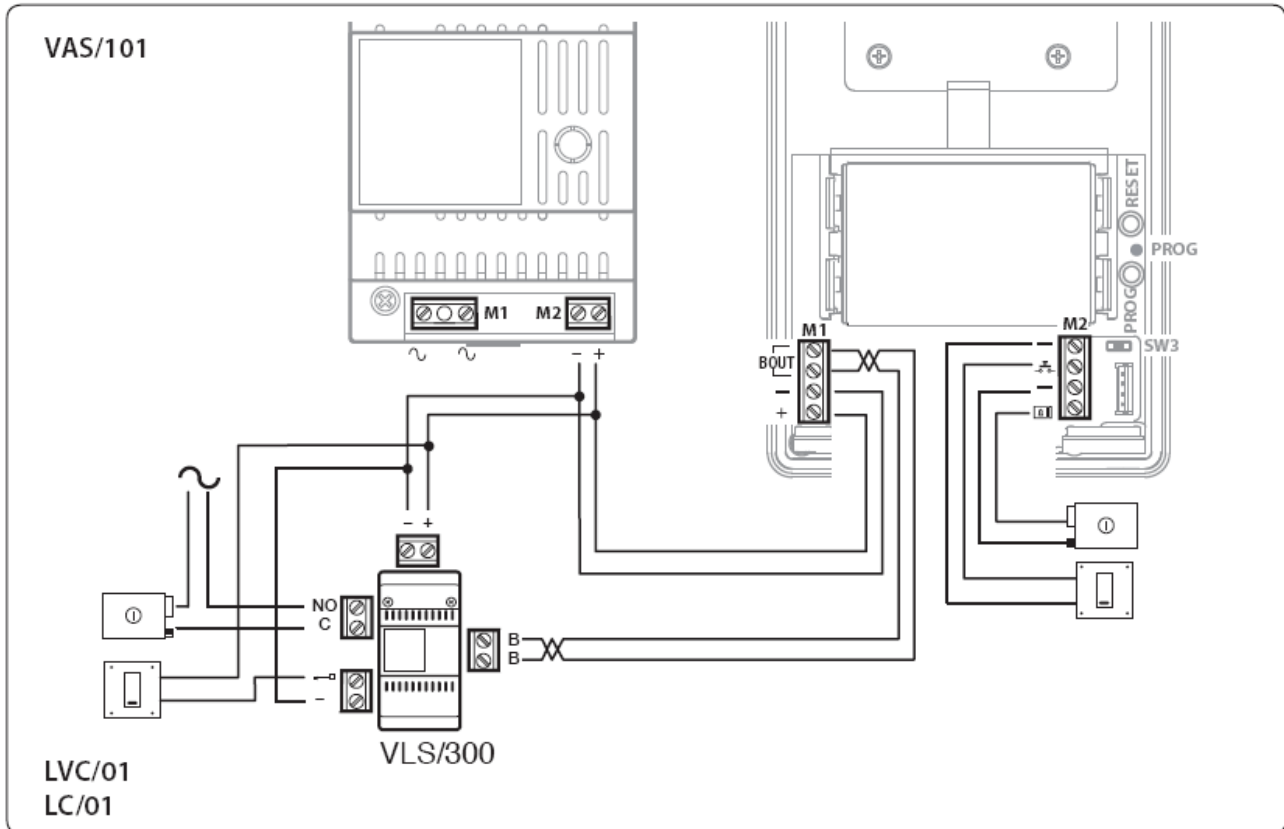 VAS/101
RESET
PROG
PROG
M1
M2
M1
M2
SW3
BOUT
−
+
−
+
−
−
− +
NO
C
B
B
−
VLS/300
LVC/01
LC/01